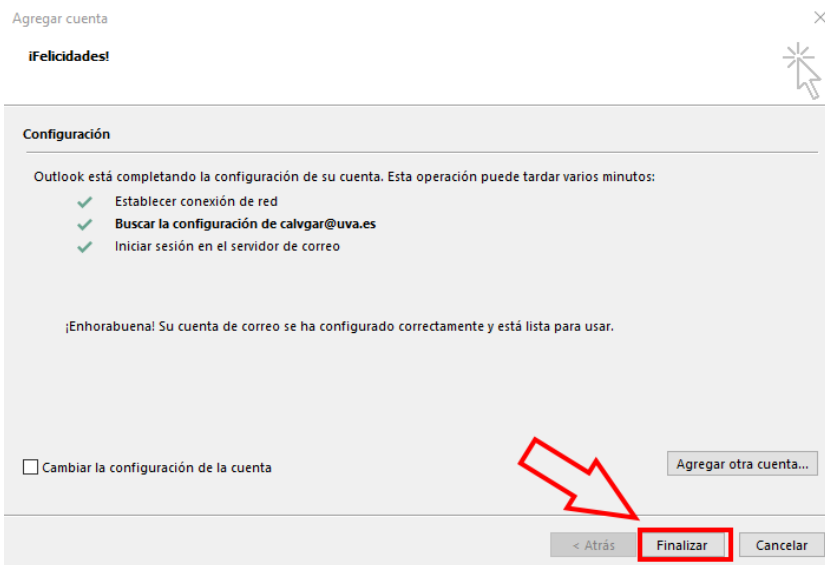 Agregar cuenta
¡Felicidades!
Configuración
Outlook está completando la configuración de su cuenta. Esta operación puede tardar varios minutos:
Establecer conexión de red
Buscar la configuración de calvgar@uva.es
Iniciar sesión en el servidor de correo
¡Enhorabuena! Su cuenta de correo se ha configurado correctamente y está lista para usar.
Cambiar la configuración de la cuenta
Agregar otra cuenta...
< Atrás
Finalizar
Cancelar